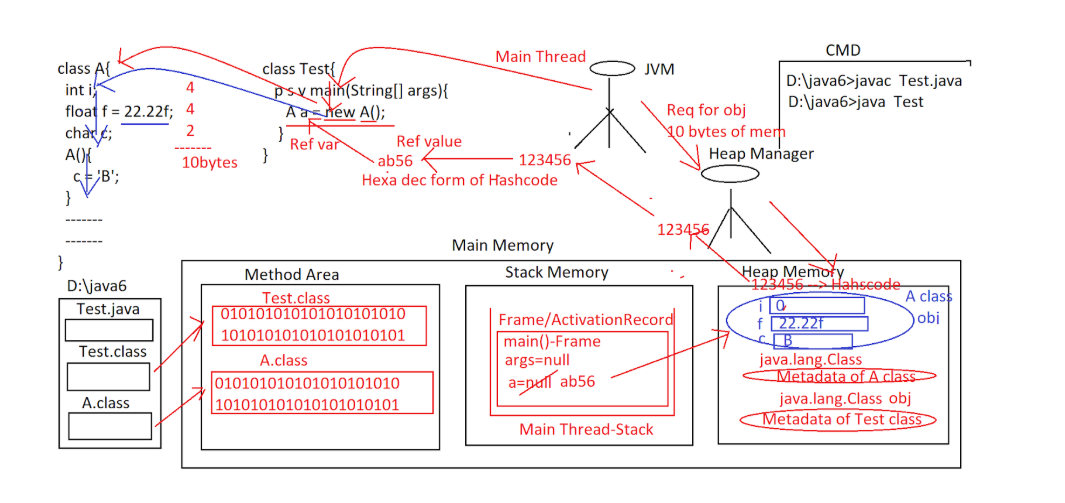 class A{
int i;
float f = 22.22f;
char c;
A(){
c = 'B';
}
-------
-------
}
4
4
2
-------
10bytes
class Test{
p s v main(String[] args){
A a = new A();
}
}
Ref var
Ref value
ab56
Hexa dec form of Hashcode
123456
Main Thread
JVM
Req for obj
10 bytes of mem
Heap Manager
123456
CMD
D:\java6>javac Test.java
D:\java6>java Test
Main Memory
D:\java6
Test.java
Test.class
A.class
Method Area
Test.class
010101010101010101010
1010101010101010101
A.class
010101010101010101010
1010101010101010101
Stack Memory
Frame/ActivationRecord
main()-Frame
args=null
a=null ab56
Main Thread-Stack
Heap Memory
123456 --> Hahscode
i 0
f 22.22f
c B
A class
obj
java.lang.Class
Metadata of A class
java.lang.Class obj
Metadata of Test class